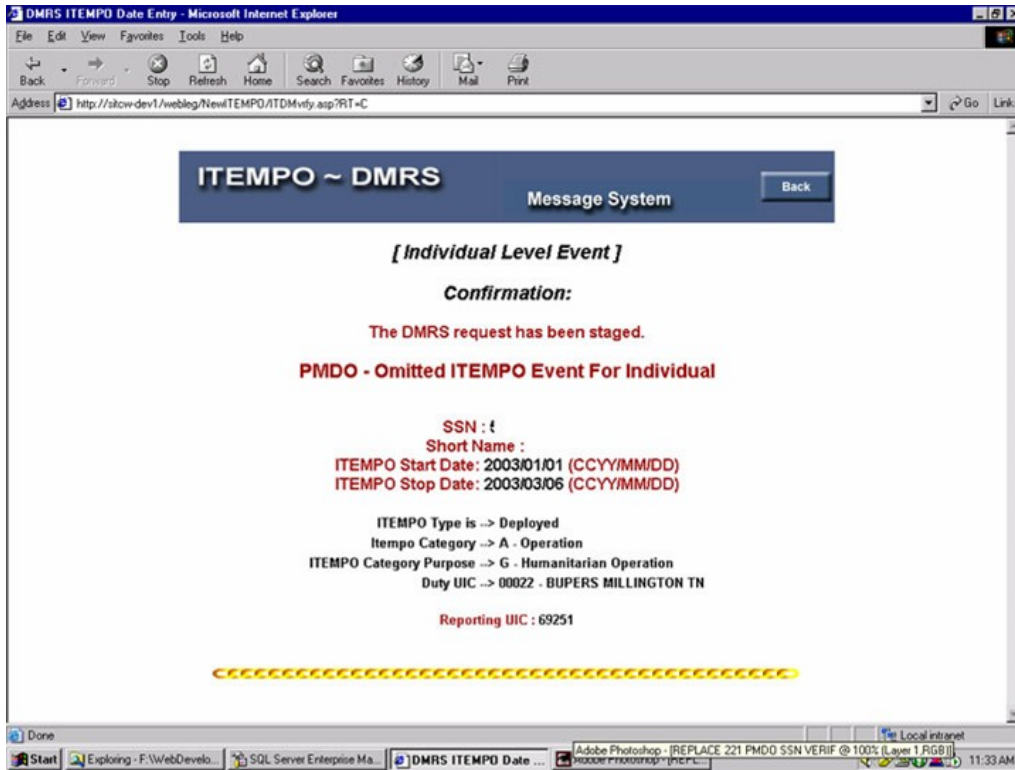 DMRS ITEMPO Date Entry - Microsoft Internet Explorer
File Edit View Favorites Tools Help
Back Forward Stop Refresh Home Search Favorites History Mail Print
Address http://sitcw-dev1/webleg/NewITEMPO/ITDMvrfy.asp?RT=C Go Link
ITEMPO ~ DMRS
Message System
Back
[ Individual Level Event ]
Confirmation:
The DMRS request has been staged.
PMDO - Omitted ITEMPO Event For Individual
SSN :
Short Name :
ITEMPO Start Date: 2003/01/01 (CCYY/MM/DD)
ITEMPO Stop Date: 2003/03/06 (CCYY/MM/DD)
ITEMPO Type is --> Deployed
Itempo Category --> A - Operation
ITEMPO Category Purpose --> G - Humanitarian Operation
Duty UIC --> 00022 - BUPERS MILLINGTON TN
Reporting UIC : 69251
Done
Local intranet
Adobe Photoshop - [REPLACE 221 PMDO SSN VERIF @ 100% (Layer 1,RGB)]
Start Exploring - F:\WebDevelo... SQL Server Enterprise Ma... DMRS ITEMPO Date ... Adobe Photoshop - [REPL... 11:33 AM